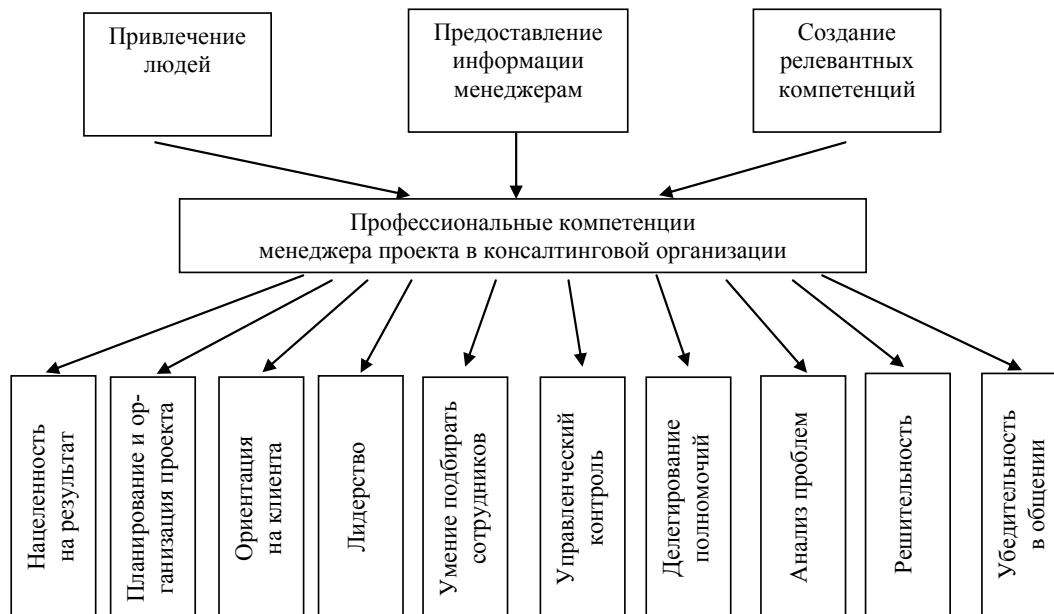 Привлечение
людей
Предоставление
информации
менеджерам
Создание
релевантных
компетенций
Профессиональные компетенции
менеджера проекта в консалтинговой организации
Нацеленность
на результат
Планирование и ор-
ганизация проекта
Ориентация
на клиента
Лидерство
Умение подбирать
сотрудников
Управленческий
контроль
Делегирование
полномочий
Анализ проблем
Решительность
Убедительность
в общении